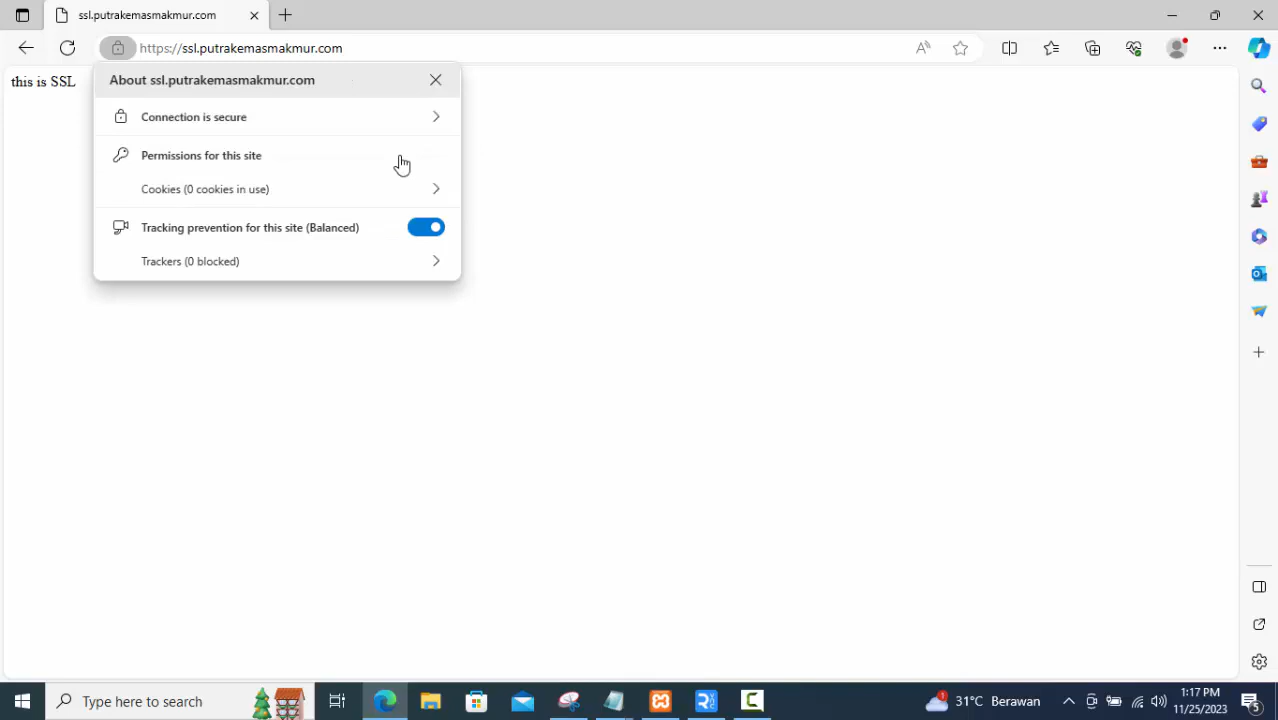 ssl.putrakemasmakmur.com
https://ssl.putrakemasmakmur.com
this is SSL
About ssl.putrakemasmakmur.com
Connection is secure
Permissions for this site
Cookies (0 cookies in use)
Tracking prevention for this site (Balanced)
Trackers (0 blocked)
Type here to search
1
31°C Berawan
1:17 PM
11/25/2023
5